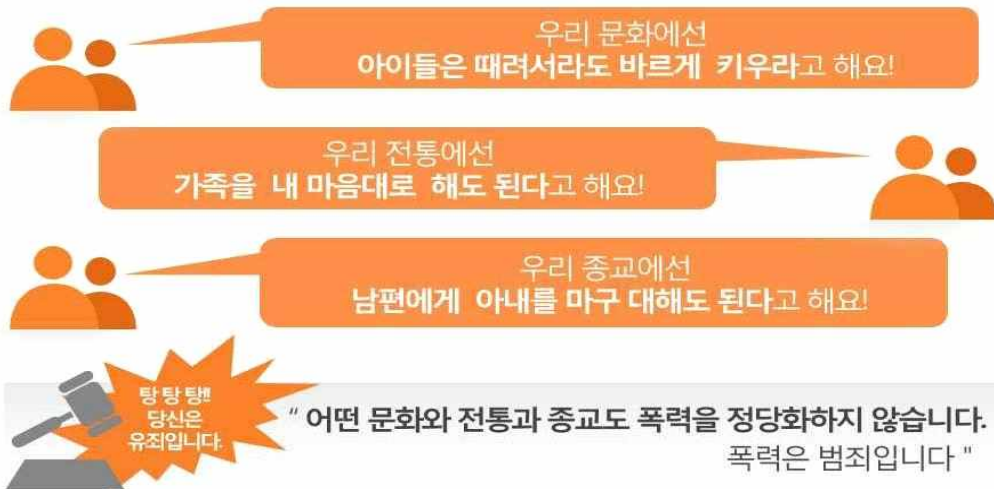 우리 문화에선
아이들은 때려서라도 바르게 키우라고 해요!
우리 전통에선
가족을 내 마음대로 해도 된다고 해요!
우리 종교에선
남편에게 아내를 마구 대해도 된다고 해요!
탕 탕 탕!!
당신은
유죄입니다.
" 어떤 문화와 전통과 종교도 폭력을 정당화하지 않습니다.
폭력은 범죄입니다 "